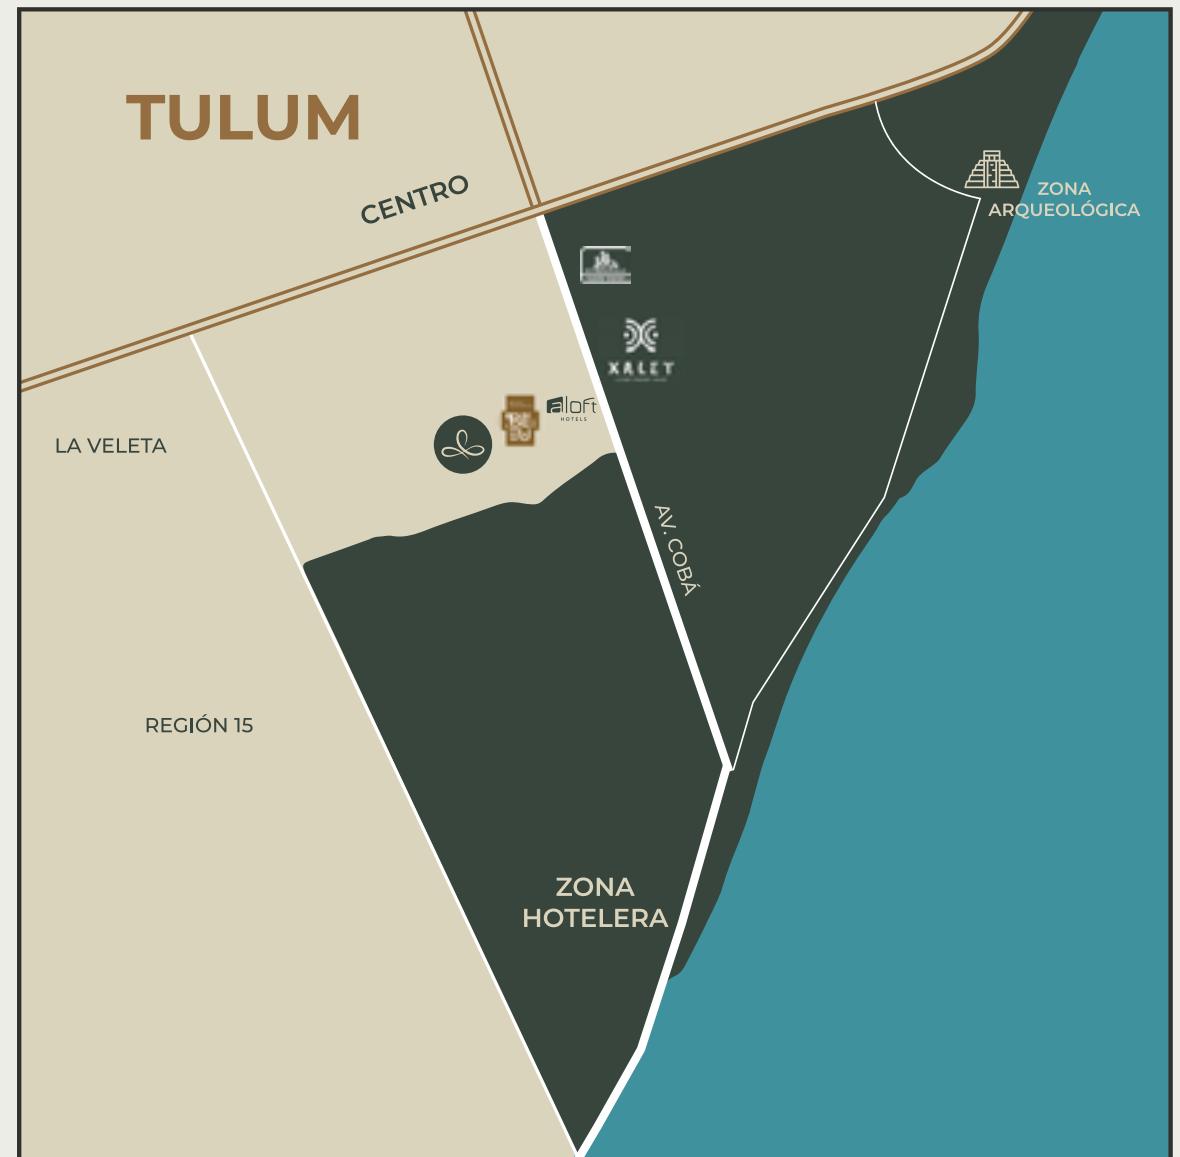 TULUM
CENTRO
ZONA
ARQUEOLÓGICA
XALET
aloft
HOTELS
LA VELETA
AV. COBÁ
REGIÓN 15
ZONA
HOTELERA